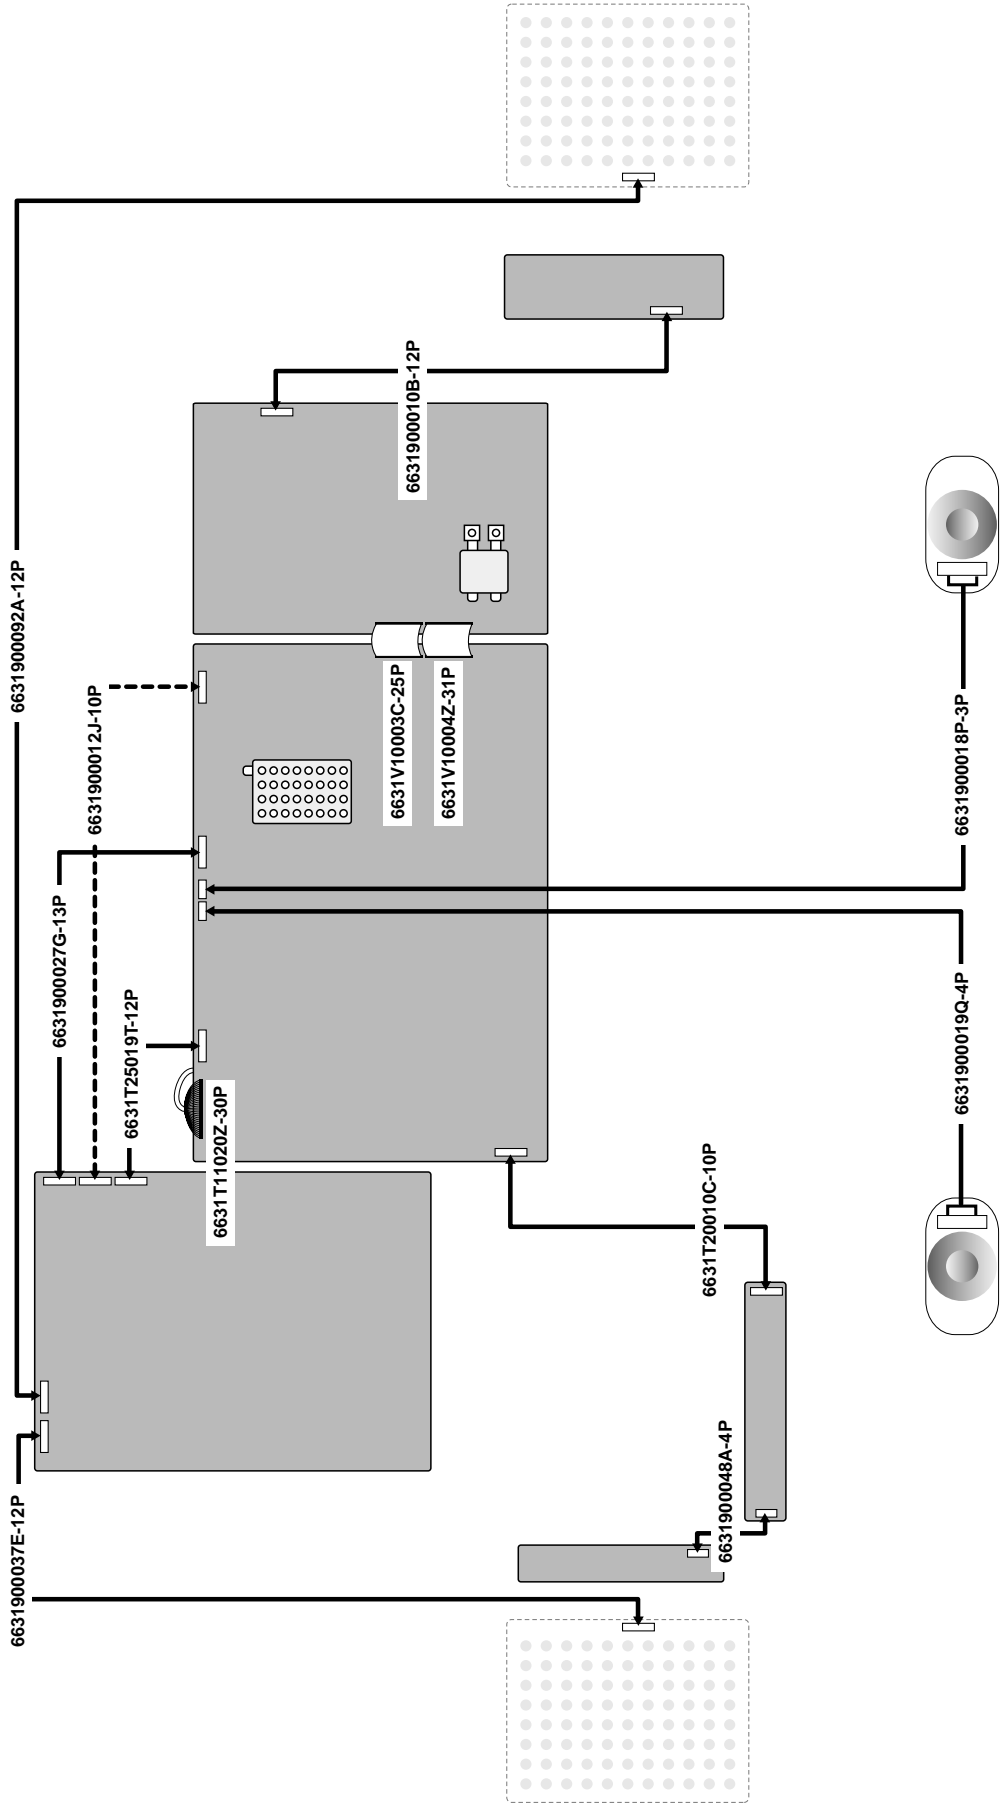 6631900037E-12P
6631900092A-12P
6631900027G-13P
6631900012J-10P
6631T25019T-12P
6631T11020Z-30P
6631V10003C-25P
6631900010B-12P
6631V10004Z-31P
6631T20010C-10P
6631900048A-4P
6631900019Q-4P
6631900018P-3P